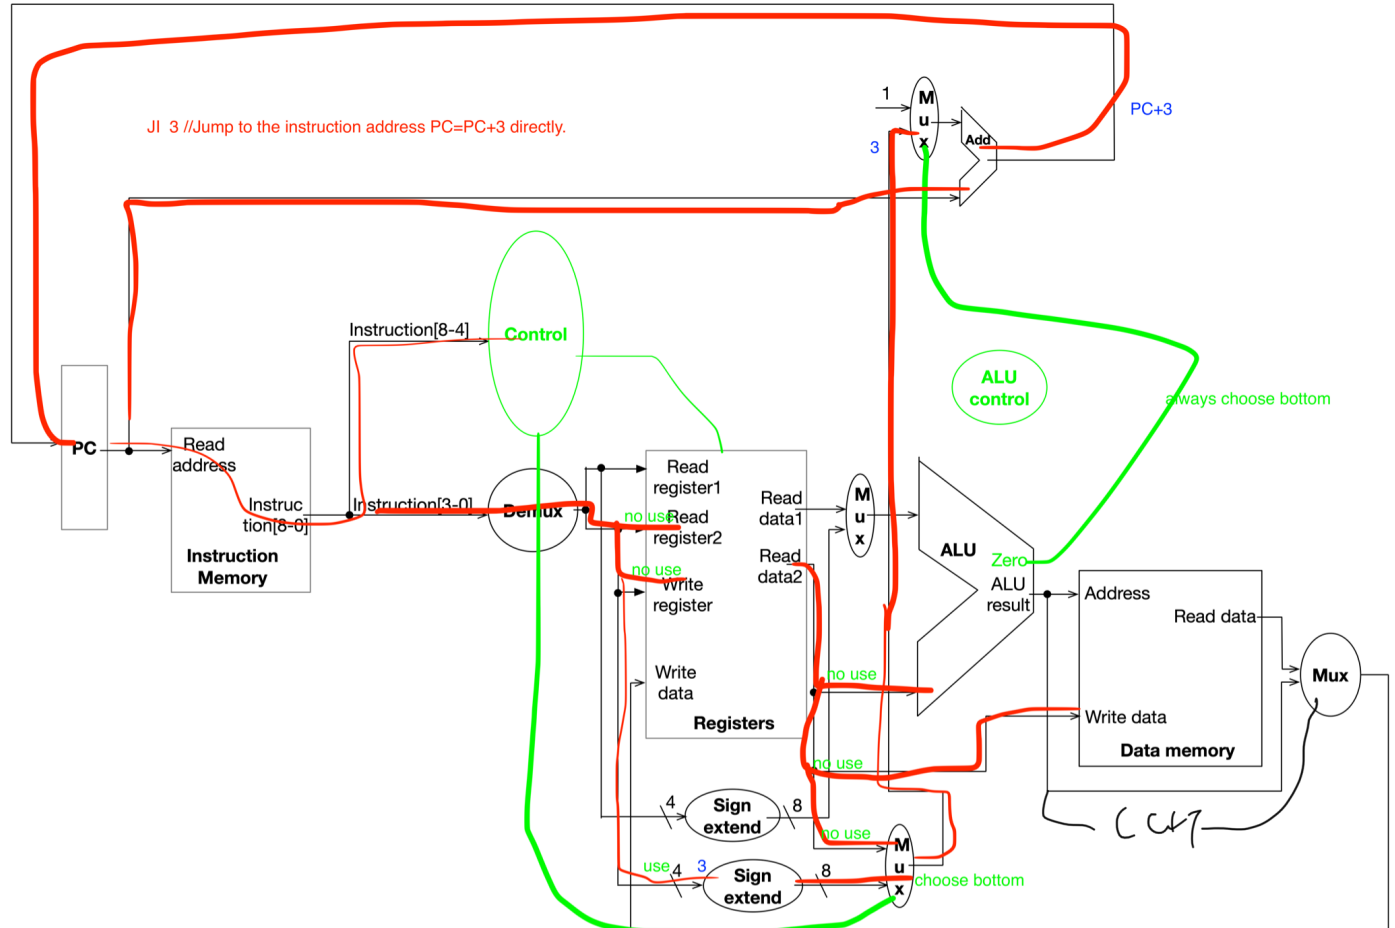 1
M
u
x
Add
PC+3
JI 3 //Jump to the instruction address PC=PC+3 directly.
3
Instruction[8-4]
Control
ALU
control
always choose bottom
PC
Read
address
Instruc
tion[8-0]
Instruction
Memory
Instruction[3-0]
Demux
Read
register1
no use
Read
register2
no use
Write
register
Write
data
Registers
Read
data1
Read
data2
M
u
x
ALU
Zero
ALU
result
no use
no use
no use
Address
Read data
Write data
Data memory
Mux
4
Sign
extend
8
use
4
3
Sign
extend
8
M
u
x
choose bottom